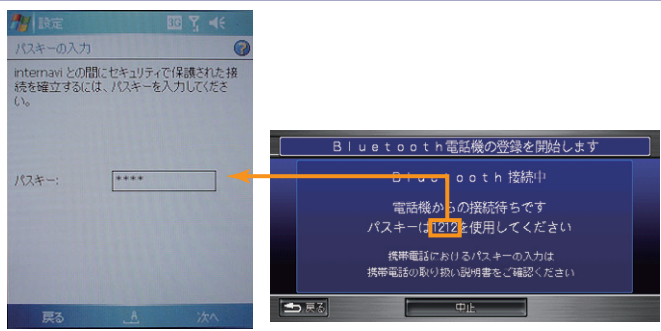 設定
3G
パスキーの入力
?
internavi との間にセキュリティで保護された接
続を確立するには、パスキーを入力してくださ
い。
パスキー:
****
戻る
A
次へ
Bluetooth電話機の登録を開始します
Bluetooth 接続中
電話機からの接続待ちです
パスキーは1212を使用してください
携帯電話におけるパスキーの入力は
携帯電話の取り扱い説明書をご確認ください
戻る
中止